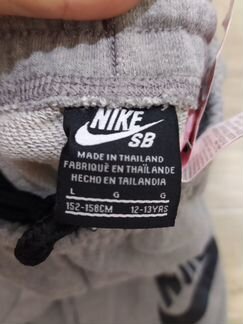 NIKE
SB
MADE IN THAILAND
FABRIQUÉ EN THAÏLANDE
HECHO EN TAILANDIA
L G G
152-158CM 12-13YRS